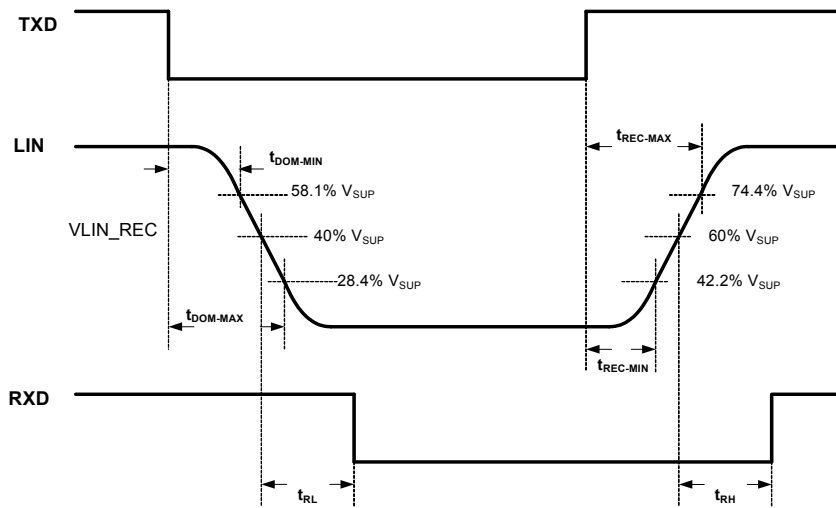 TXD
LIN
tDOM-MIN
tREC-MAX
58.1% VSUP
74.4% VSUP
VLIN_REC
40% VSUP
60% VSUP
28.4% VSUP
42.2% VSUP
tDOM-MAX
tREC-MIN
RXD
tRL
tRH